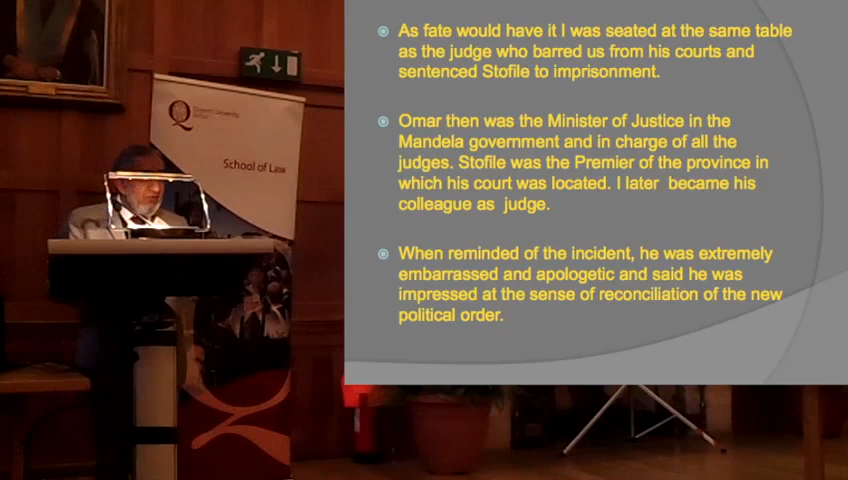 As fate would have it I was seated at the same table
as the judge who barred us from his courts and
sentenced Stofile to imprisonment.
Omar then was the Minister of Justice in the
Mandela government and in charge of all the
judges. Stofile was the Premier of the province in
which his court was located. I later became his
colleague as judge.
When reminded of the incident, he was extremely
embarrassed and apologetic and said he was
impressed at the sense of reconciliation of the new
political order.
Queen's University
Belfast
School of Law